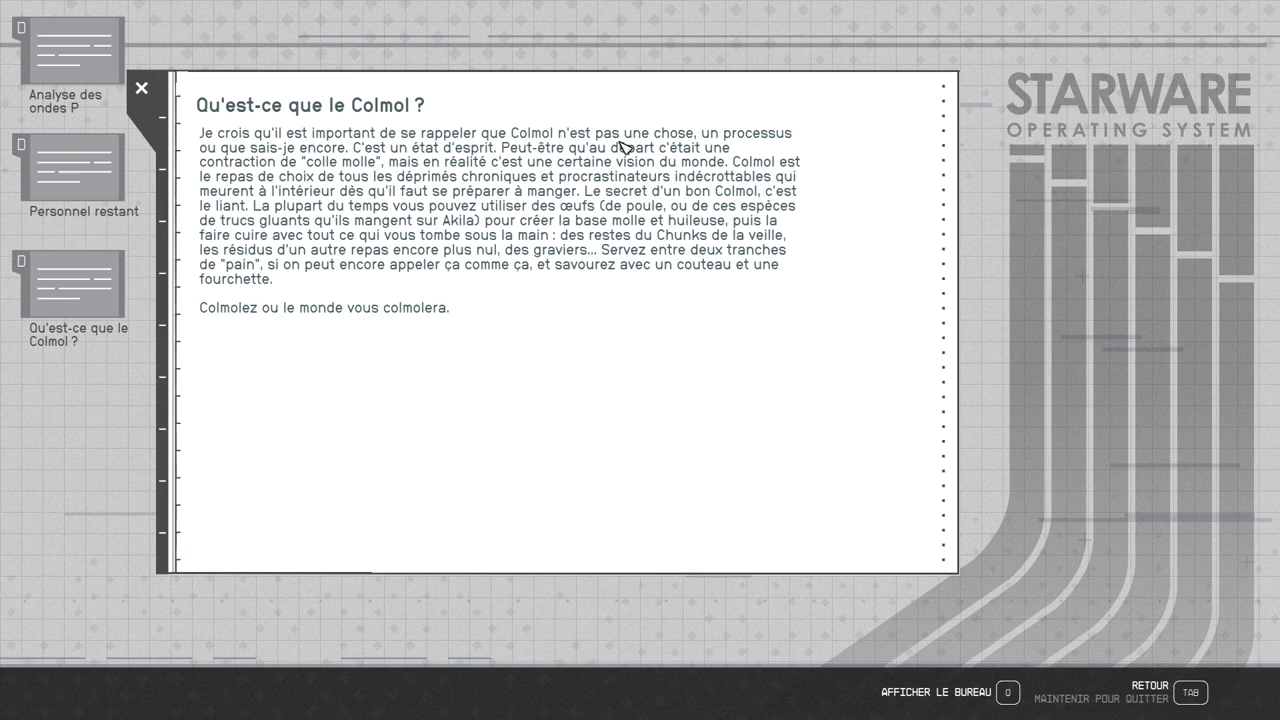 D
Analyse des
ondes P
D
Personnel restant
D
Qu'est-ce que le
Colmol ?
×
Qu'est-ce que le Colmol ?
Je crois qu'il est important de se rappeler que Colmol n'est pas une chose, un processus
ou que sais-je encore. C'est un état d'esprit. Peut-être qu'au départ c'était une
contraction de "colle molle", mais en réalité c'est une certaine vision du monde. Colmol est
le repas de choix de tous les déprimés chroniques et procrastinateurs indécrottables qui
meurent à l'intérieur dès qu'il faut se préparer à manger. Le secret d'un bon Colmol, c'est
le liant. La plupart du temps vous pouvez utiliser des œufs (de poule, ou de ces espèces
de trucs gluants qu'ils mangent sur Akila) pour créer la base molle et huileuse, puis la
faire cuire avec tout ce qui vous tombe sous la main : des restes du Chunks de la veille,
les résidus d'un autre repas encore plus nul, des graviers... Servez entre deux tranches
de "pain", si on peut encore appeler ça comme ça, et savourez avec un couteau et une
fourchette.
Colmolez ou le monde vous colmolera.
STARWARE
OPERATING SYSTEM
AFFICHER LE BUREAU O
RETOUR
MAINTENIR POUR QUITTER TAB